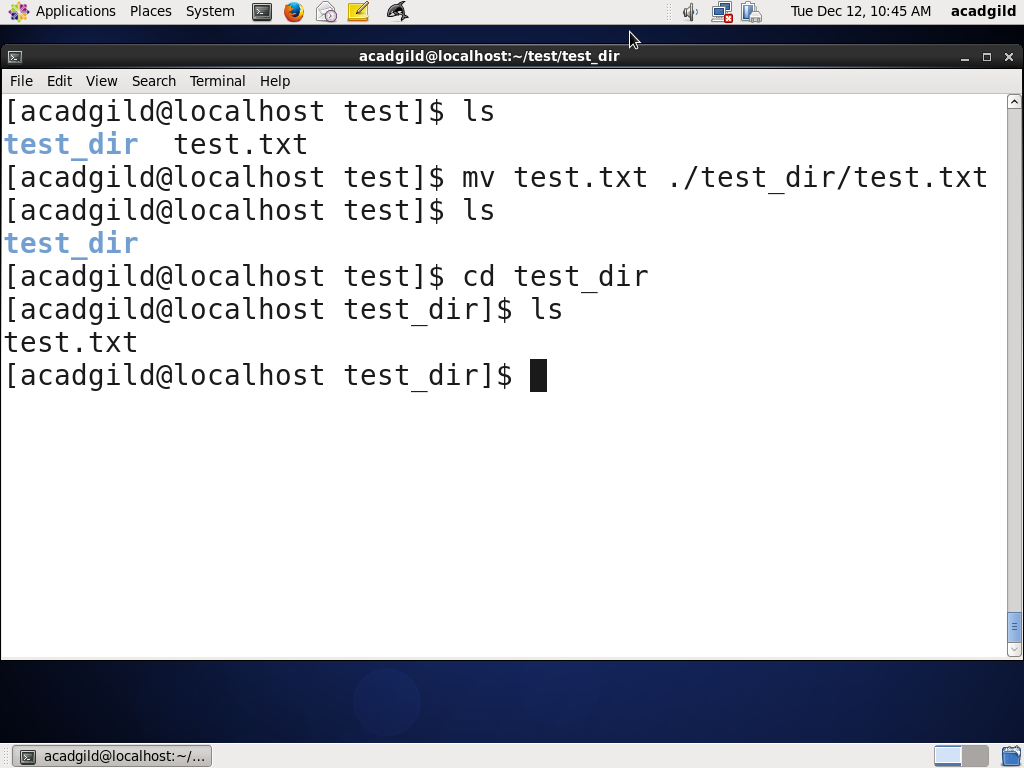 Applications Places System Tue Dec 12, 10:45 AM acadgild
acadgild@localhost:~/test/test_dir
File Edit View Search Terminal Help
[acadgild@localhost test]$ ls
test_dir  test.txt
[acadgild@localhost test]$ mv test.txt ./test_dir/test.txt
[acadgild@localhost test]$ ls
test_dir
[acadgild@localhost test]$ cd test_dir
[acadgild@localhost test_dir]$ ls
test.txt
[acadgild@localhost test_dir]$
acadgild@localhost:~/...